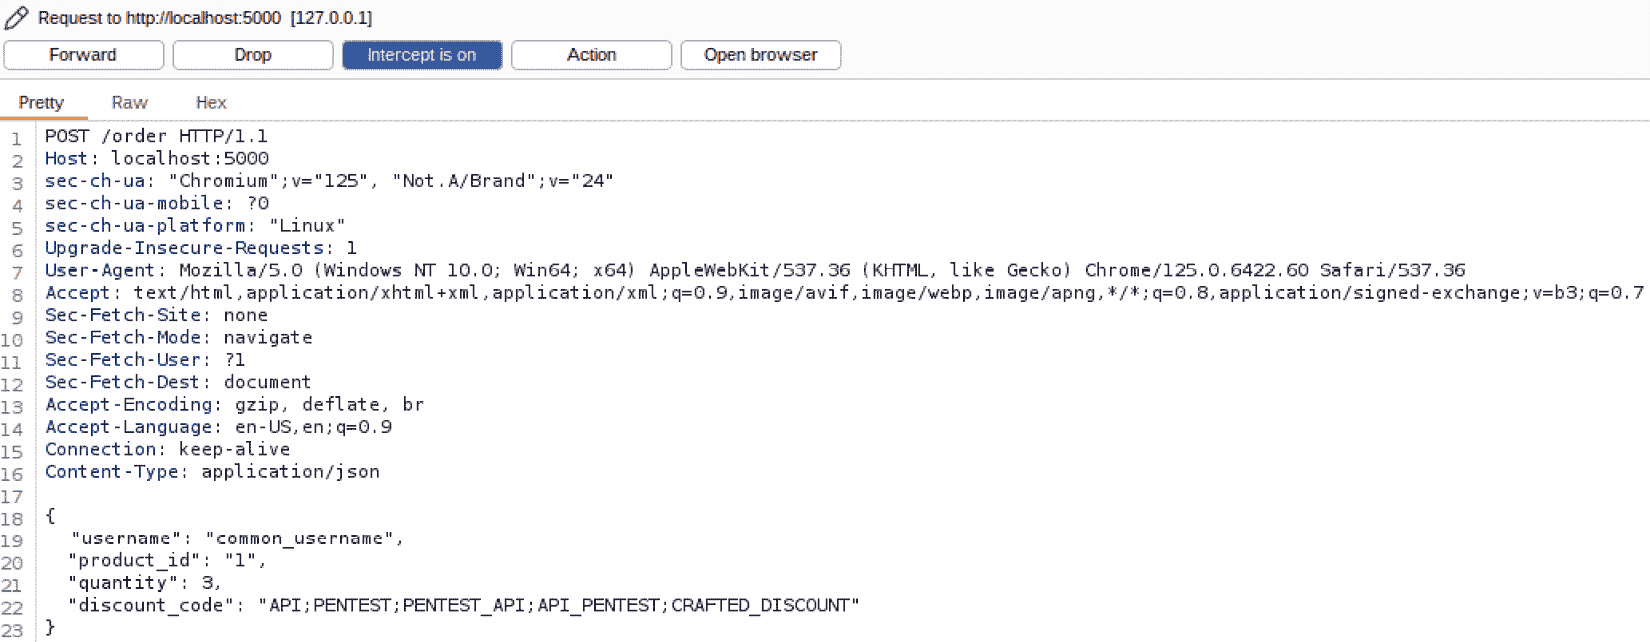 Request to http://localhost:5000 [127.0.0.1]
Forward Drop Intercept is on Action Open browser
Pretty Raw Hex
1 POST /order HTTP/1.1
2 Host: localhost:5000
3 sec-ch-ua: "Chromium";v="125", "Not.A/Brand";v="24"
4 sec-ch-ua-mobile: ?0
5 sec-ch-ua-platform: "Linux"
6 Upgrade-Insecure-Requests: 1
7 User-Agent: Mozilla/5.0 (Windows NT 10.0; Win64; x64) AppleWebKit/537.36 (KHTML, like Gecko) Chrome/125.0.6422.60 Safari/537.36
8 Accept: text/html,application/xhtml+xml,application/xml;q=0.9,image/avif,image/webp,image/apng,*/*;q=0.8,application/signed-exchange;v=b3;q=0.7
9 Sec-Fetch-Site: none
10 Sec-Fetch-Mode: navigate
11 Sec-Fetch-User: ?1
12 Sec-Fetch-Dest: document
13 Accept-Encoding: gzip, deflate, br
14 Accept-Language: en-US,en;q=0.9
15 Connection: keep-alive
16 Content-Type: application/json
17
18 {
19 "username": "common_username",
20 "product_id": "1",
21 "quantity": 3,
22 "discount_code": "API;PENTEST;PENTEST_API;API_PENTEST;CRAFTED_DISCOUNT"
23 }